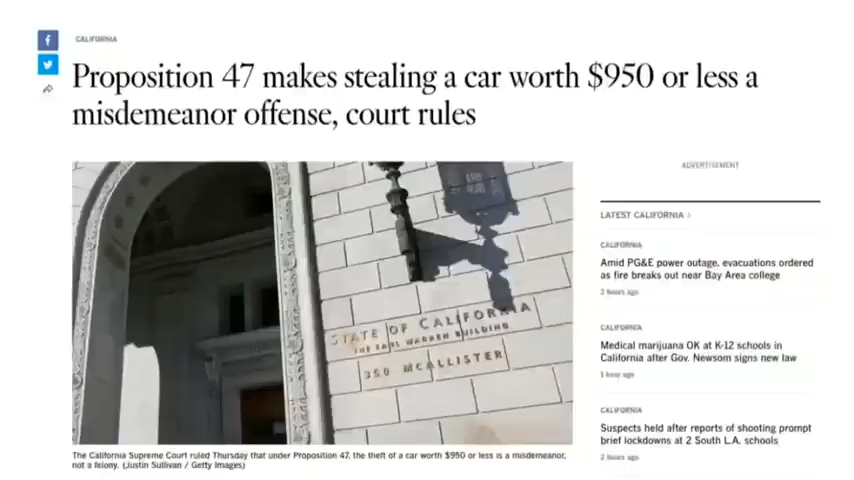 CALIFORNIA
Proposition 47 makes stealing a car worth $950 or less a
misdemeanor offense, court rules
STATE OF CALIFORNIA
THE EARL WARREN BUILDING
350 MCALLISTER
The California Supreme Court ruled Thursday that under Proposition 47, the theft of a car worth $950 or less is a misdemeanor,
not a felony. (Justin Sullivan / Getty Images)
ADVERTISEMENT
LATEST CALIFORNIA >
CALIFORNIA
Amid PG&E power outage, evacuations ordered
as fire breaks out near Bay Area college
2 hours ago
CALIFORNIA
Medical marijuana OK at K-12 schools in
California after Gov. Newsom signs new law
1 hour ago
CALIFORNIA
Suspects held after reports of shooting prompt
brief lockdowns at 2 South L.A. schools
2 hours ago